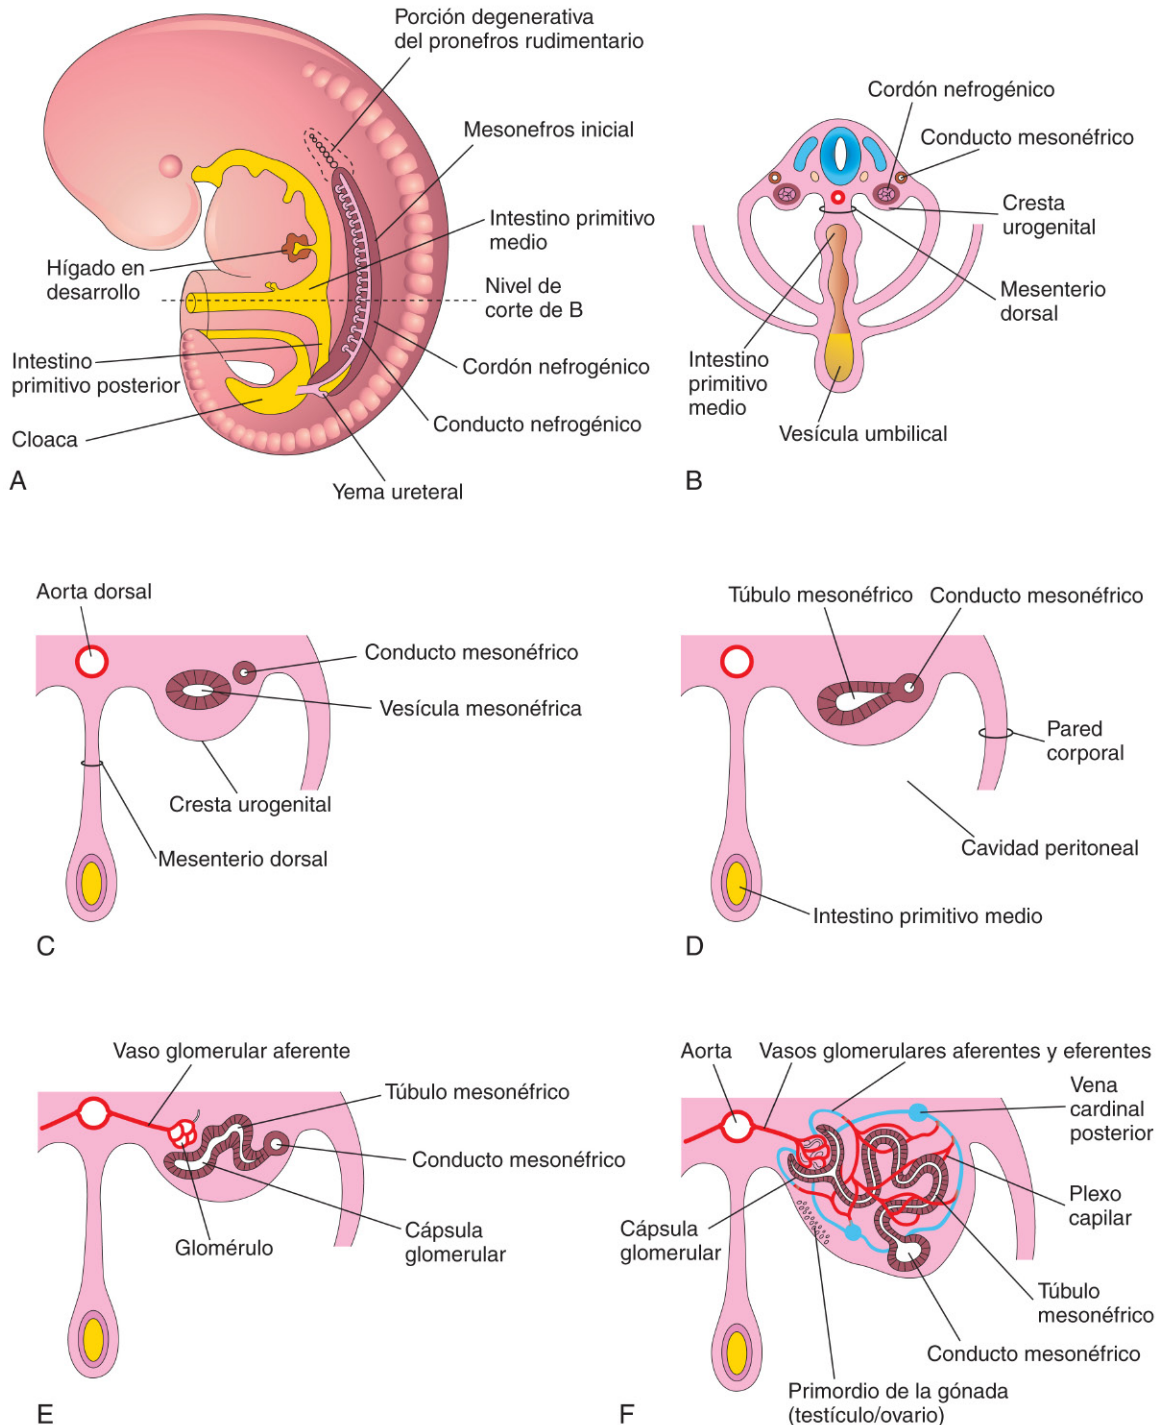 Porción degenerativa
del pronefros rudimentario
Mesonefros inicial
Intestino primitivo
medio
Hígado en
desarrollo
Nivel de
corte de B
Intestino
primitivo posterior
Cordón nefrogénico
Conducto nefrogénico
Cloaca
Yema ureteral
A
Cordón nefrogénico
Conducto mesonéfrico
Cresta
urogenital
Mesenterio
dorsal
Intestino
primitivo
medio
Vesícula umbilical
B
Aorta dorsal
Conducto mesonéfrico
Vesícula mesonéfrica
Cresta urogenital
Mesenterio dorsal
C
Túbulo mesonéfrico
Conducto mesonéfrico
Pared
corporal
Cavidad peritoneal
Intestino primitivo medio
D
Vaso glomerular aferente
Túbulo mesonéfrico
Conducto mesonéfrico
Cápsula
glomerular
Glomérulo
E
Aorta
Vasos glomerulares aferentes y eferentes
Vena
cardinal
posterior
Plexo
capilar
Cápsula
glomerular
Túbulo
mesonéfrico
Conducto mesonéfrico
Primordio de la gónada
(testículo/ovario)
F